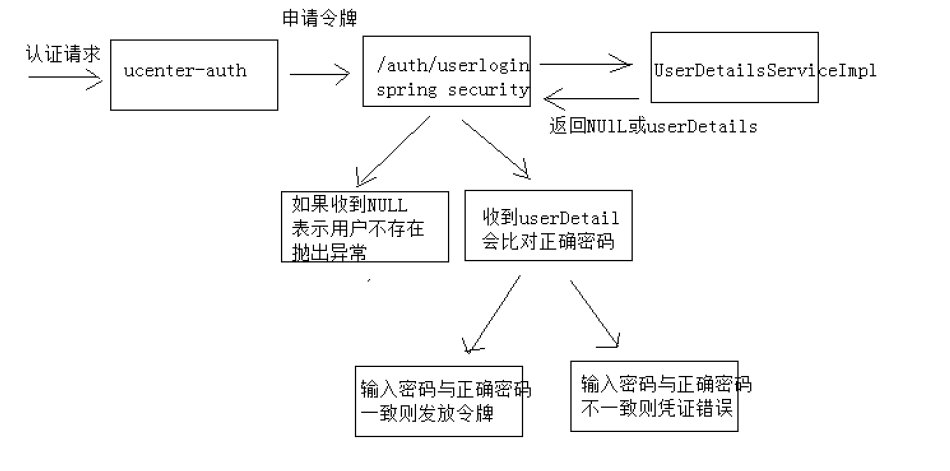 申请令牌
认证请求
ucenter-auth
/auth/userlogin
spring security
UserDetailsServiceImpl
返回NUlL或userDetails
如果收到NULL
表示用户不存在
抛出异常
收到userDetail
会比对正确密码
输入密码与正确密码
一致则发放令牌
输入密码与正确密码
不一致则凭证错误